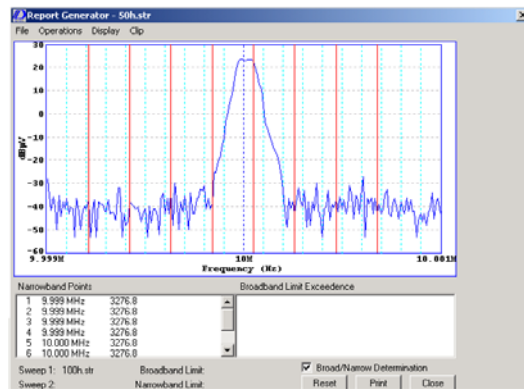 Report Generator - 50h.str
File Operations Display Clip
30
20
10
0
-10
-20
-30
-40
-50
-60
dBµV
9.999M 10M 10.001M
Frequency (Hz)
Narrowband Points Broadband Limit Exceedence
1 9.999 MHz 3276.8
2 9.999 MHz 3276.8
3 9.999 MHz 3276.8
4 9.999 MHz 3276.8
5 10.000 MHz 3276.8
6 10.000 MHz 3276.8
Sweep 1: 100h.str Broadband Limit: Broad/Narrow Determination
Sweep 2: Narrowband Limit: Reset Print Close